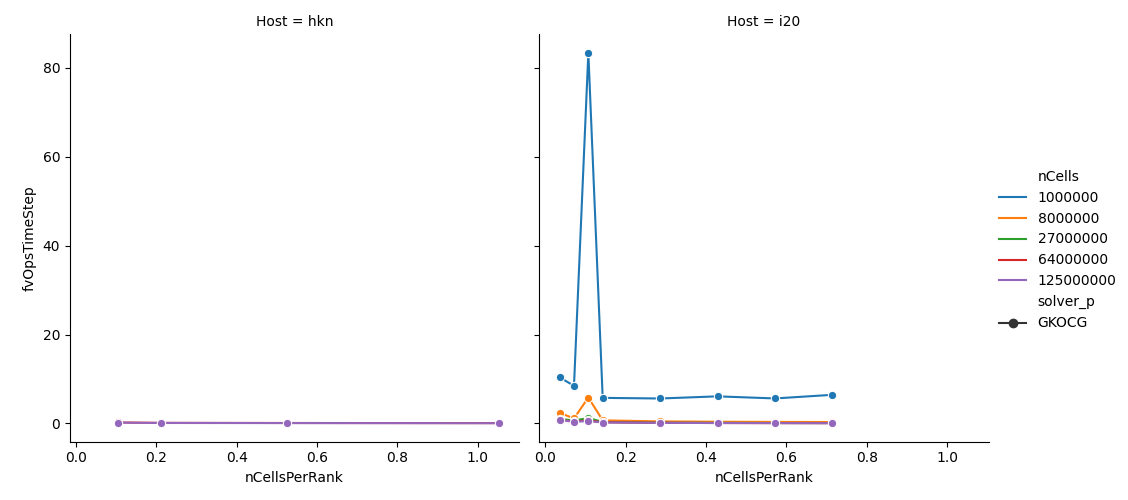 Host = hkn
Host = i20
fvOpsTimeStep
80
60
40
20
0
0.0 0.2 0.4 0.6 0.8 1.0
0.0 0.2 0.4 0.6 0.8 1.0
nCellsPerRank
nCellsPerRank
nCells
1000000
8000000
27000000
64000000
125000000
solver_p
GKOCG